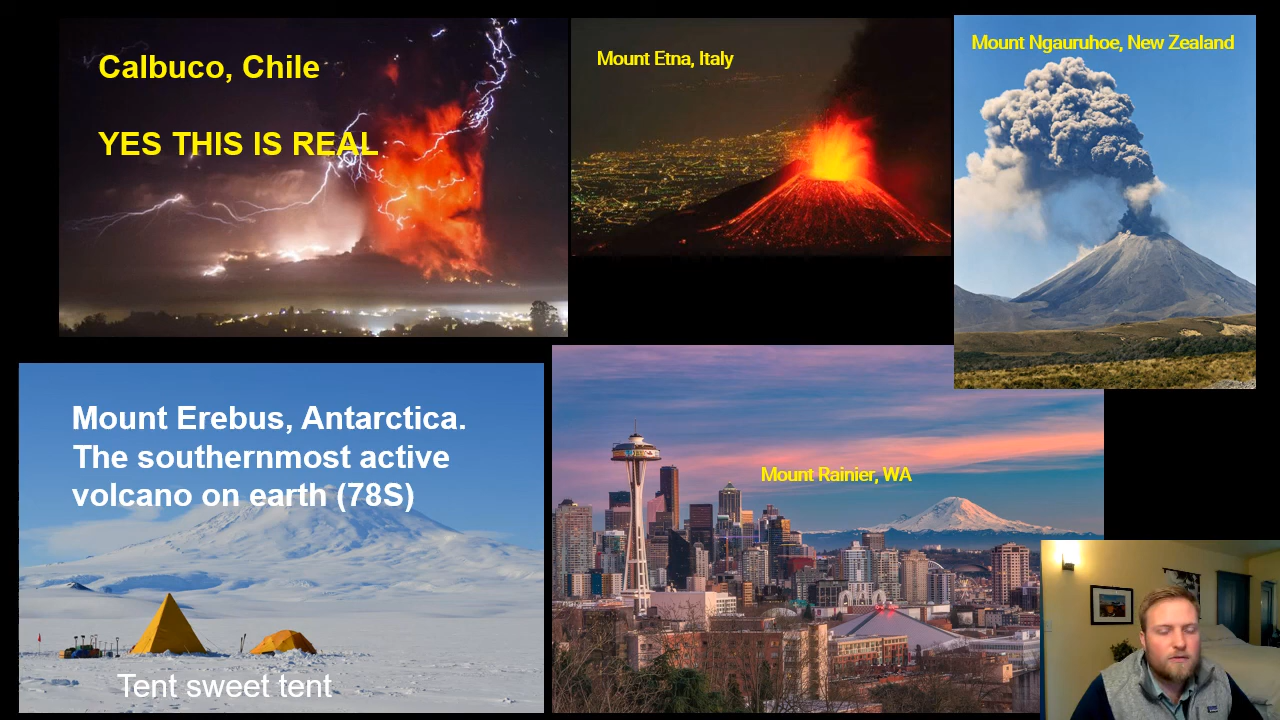 Calbuco, Chile
YES THIS IS REAL
Mount Etna, Italy
Mount Ngauruhoe, New Zealand
Mount Erebus, Antarctica.
The southernmost active
volcano on earth (78S)
Tent sweet tent
Mount Rainier, WA